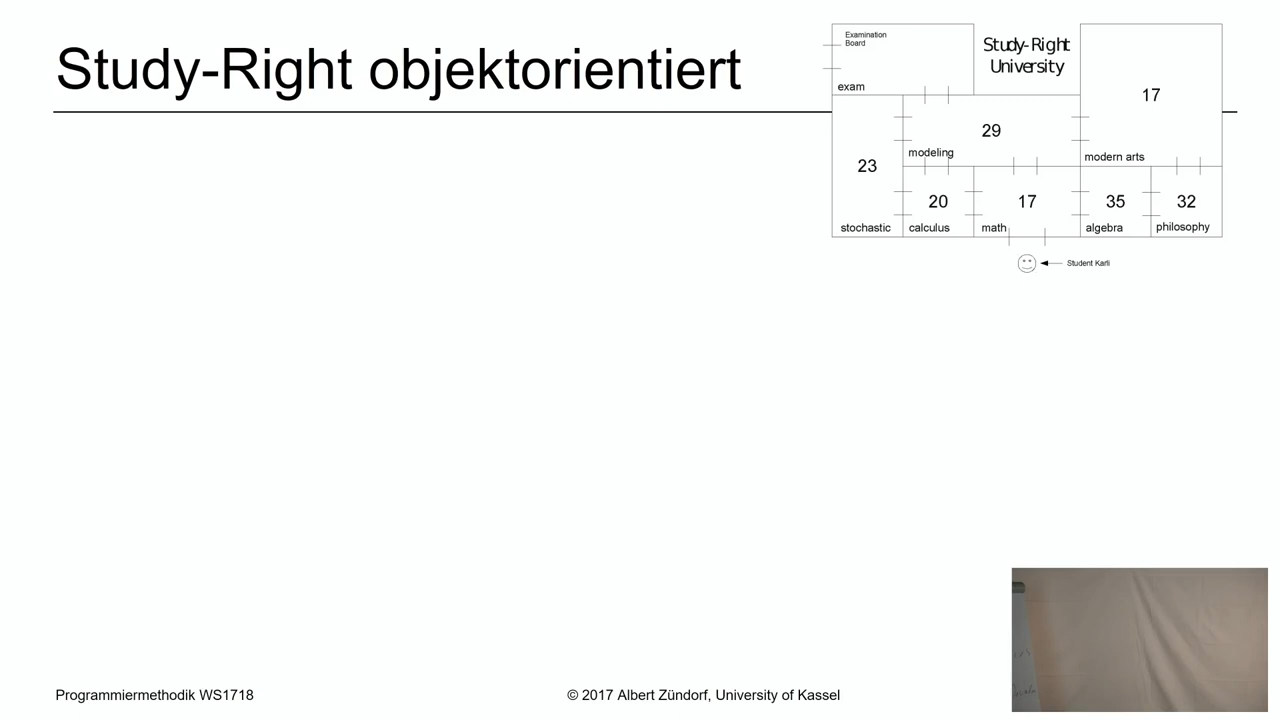 Study-Right objektorientiert
Examination
Board
exam
Study-Right
University
17
modern arts
29
modeling
23
stochastic
20
calculus
17
math
35
algebra
32
philosophy
Student Karli
Programmiermethodik WS1718
© 2017 Albert Zündorf, University of Kassel